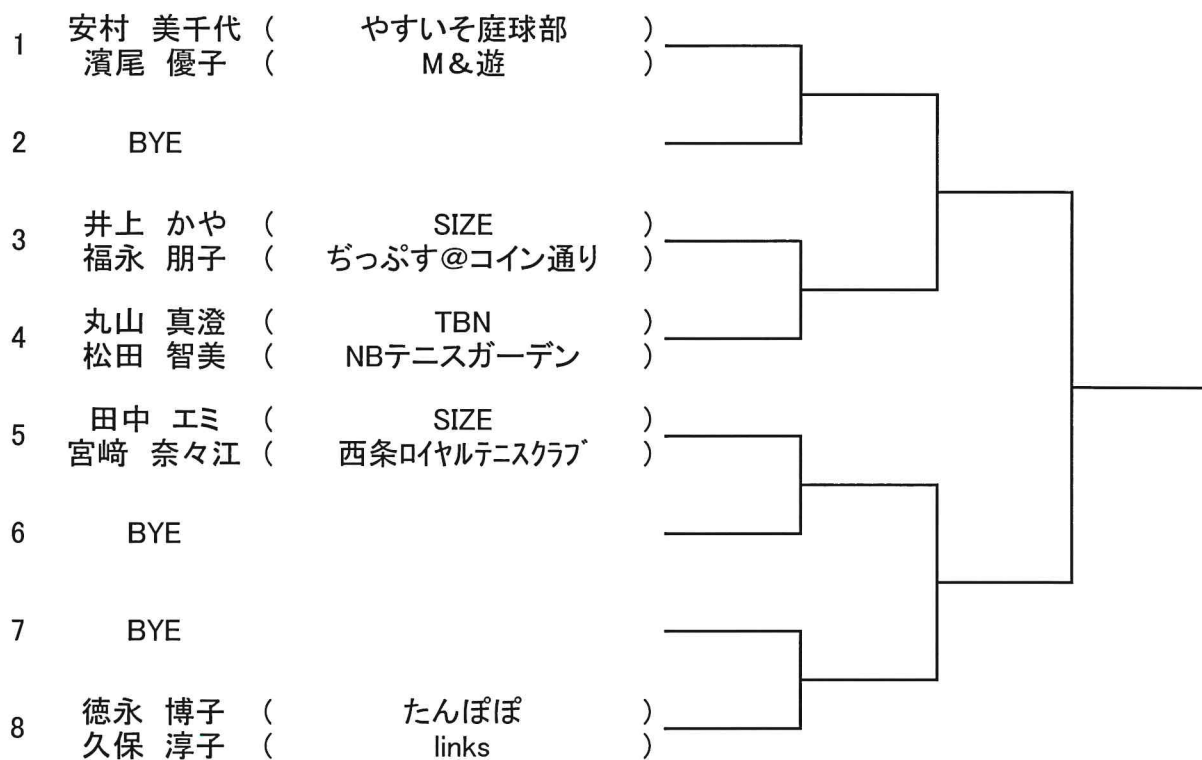 1
安村 美千代 ( やすいそ庭球部 )
濱尾 優子 ( M&遊 )
2 BYE
3
井上 かや ( SIZE )
福永 朋子 ( ぢっぷす@コイン通り )
4
丸山 真澄 ( TBN )
松田 智美 ( NBテニスガーデン )
5
田中 エミ ( SIZE )
宮﨑 奈々江 ( 西条ロイヤルテニスクラブ )
6 BYE
7 BYE
8
徳永 博子 ( たんぽぽ )
久保 淳子 ( links )